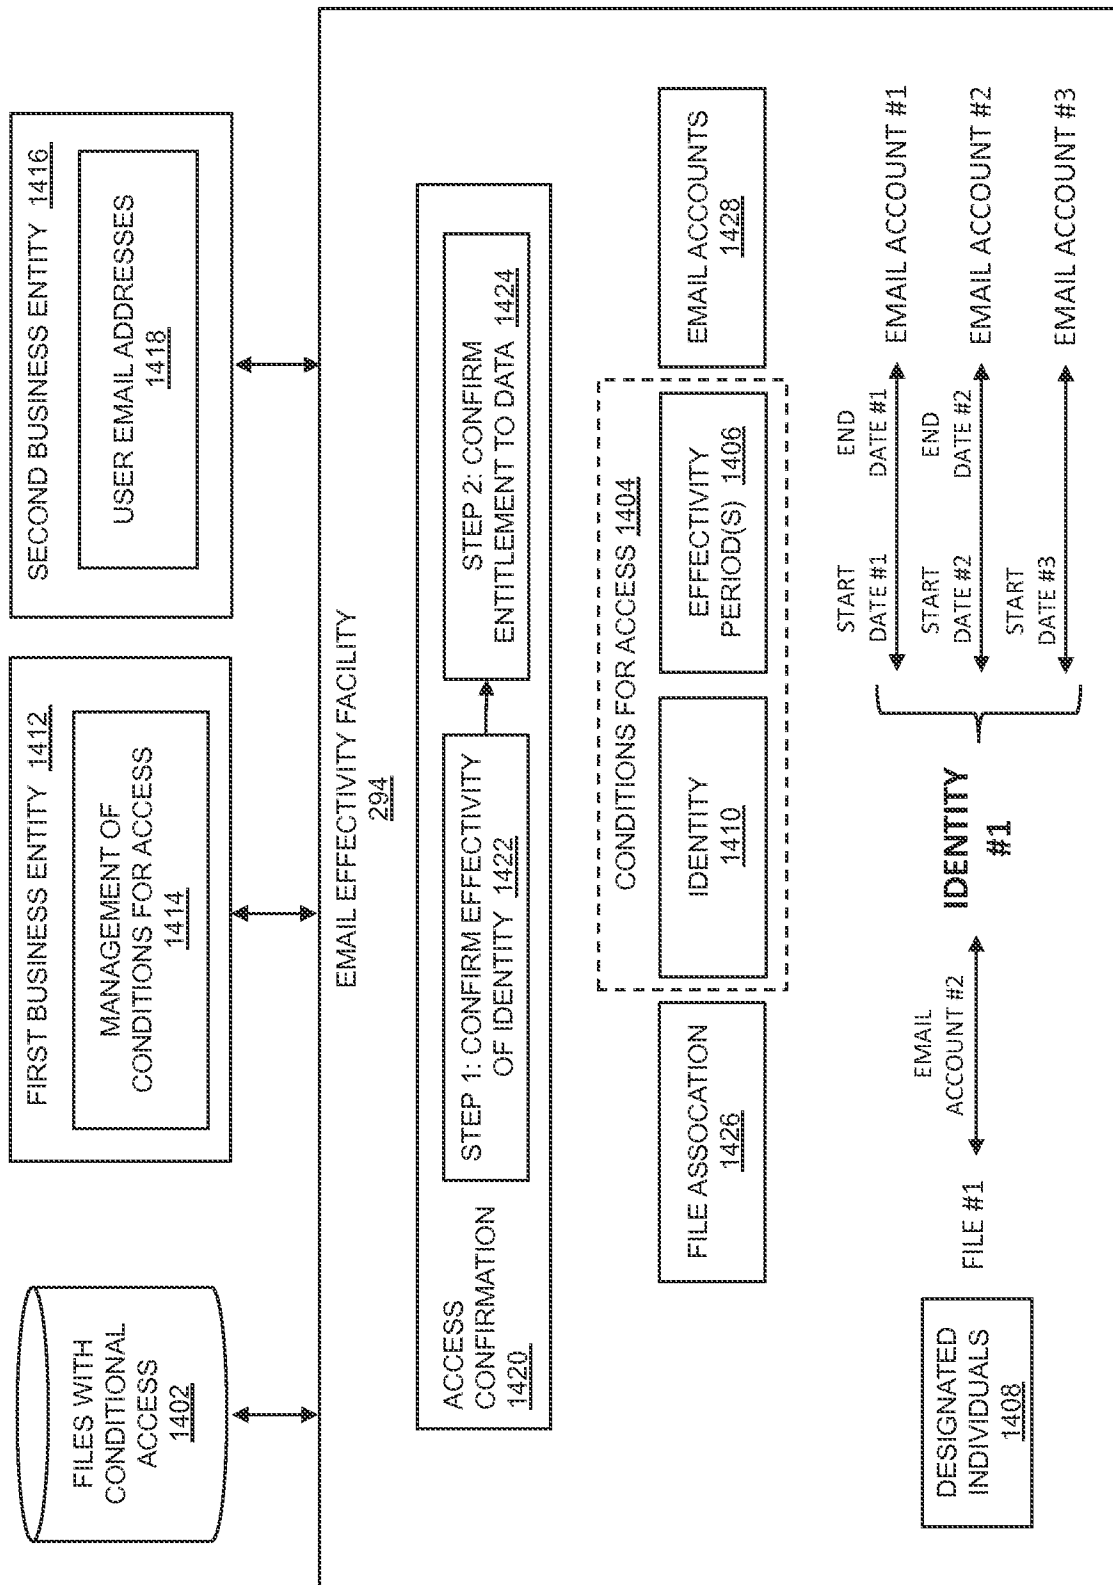 FILES WITH
CONDITIONAL
ACCESS
1402
FIRST BUSINESS ENTITY 1412
MANAGEMENT OF
CONDITIONS FOR ACCESS
1414
SECOND BUSINESS ENTITY 1416
USER EMAIL ADDRESSES
1418
EMAIL EFFECTIVITY FACILITY
294
ACCESS
CONFIRMATION
1420
STEP 1: CONFIRM EFFECTIVITY
OF IDENTITY 1422
STEP 2: CONFIRM
ENTITLEMENT TO DATA 1424
FILE ASSOCATION
1426
CONDITIONS FOR ACCESS 1404
IDENTITY
1410
EFFECTIVITY
PERIOD(S) 1406
EMAIL ACCOUNTS
1428
DESIGNATED
INDIVIDUALS
1408
FILE #1
EMAIL
ACCOUNT #2
IDENTITY
#1
START
DATE #1
END
DATE #1
EMAIL ACCOUNT #1
START
DATE #2
END
DATE #2
EMAIL ACCOUNT #2
START
DATE #3
EMAIL ACCOUNT #3